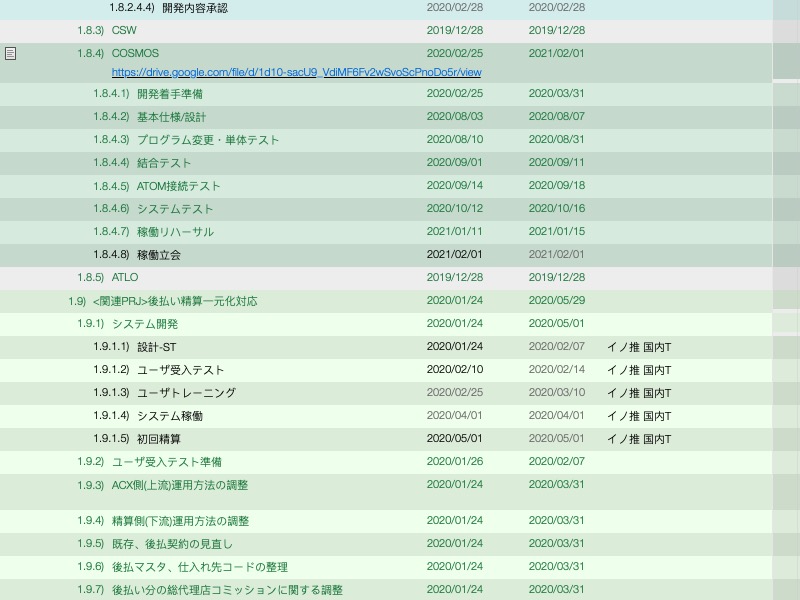 1.8.2.4.4) 開発内容承認 2020/02/28 2020/02/28
1.8.3) CSW 2019/12/28 2019/12/28
1.8.4) COSMOS 2020/02/25 2021/02/01
https://drive.google.com/file/d/1d10-sacU9_VdiMF6Fv2wSvoScPnoDo5r/view
1.8.4.1) 開発着手準備 2020/02/25 2020/03/31
1.8.4.2) 基本仕様/設計 2020/08/03 2020/08/07
1.8.4.3) プログラム変更・単体テスト 2020/08/10 2020/08/31
1.8.4.4) 結合テスト 2020/09/01 2020/09/11
1.8.4.5) ATOM接続テスト 2020/09/14 2020/09/18
1.8.4.6) システムテスト 2020/10/12 2020/10/16
1.8.4.7) 稼働リハーサル 2021/01/11 2021/01/15
1.8.4.8) 稼働立会 2021/02/01 2021/02/01
1.8.5) ATLO 2019/12/28 2019/12/28
1.9) <関連PRJ>後払い精算一元化対応 2020/01/24 2020/05/29
1.9.1) システム開発 2020/01/24 2020/05/01
1.9.1.1) 設計-ST 2020/01/24 2020/02/07 イノ推 国内T
1.9.1.2) ユーザ受入テスト 2020/02/10 2020/02/14 イノ推 国内T
1.9.1.3) ユーザトレーニング 2020/02/25 2020/03/10 イノ推 国内T
1.9.1.4) システム稼働 2020/04/01 2020/04/01 イノ推 国内T
1.9.1.5) 初回精算 2020/05/01 2020/05/01 イノ推 国内T
1.9.2) ユーザ受入テスト準備 2020/01/26 2020/02/07
1.9.3) ACX側(上流)運用方法の調整 2020/01/24 2020/03/31
1.9.4) 精算側(下流)運用方法の調整 2020/01/24 2020/03/31
1.9.5) 既存、後払契約の見直し 2020/01/24 2020/03/31
1.9.6) 後払マスタ、仕入れ先コードの整理 2020/01/24 2020/03/31
1.9.7) 後払い分の総代理店コミッションに関する調整 2020/01/24 2020/03/31